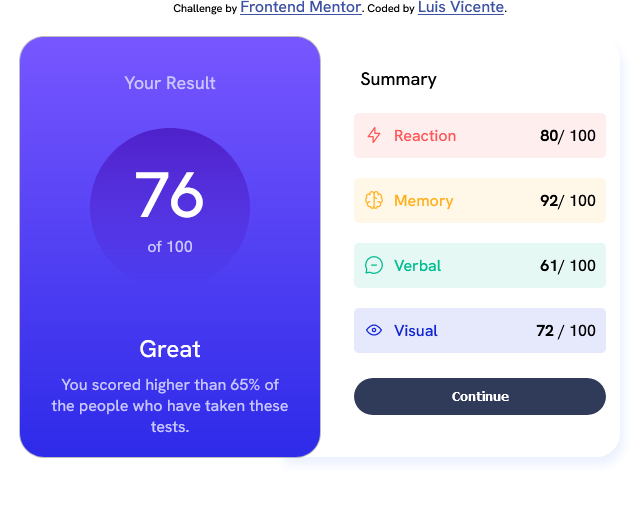 Challenge by Frontend Mentor. Coded by Luis Vicente.
Your Result
76
of 100
Great
You scored higher than 65% of
the people who have taken these
tests.
Summary
Reaction 80/ 100
Memory 92/ 100
Verbal 61/ 100
Visual 72 / 100
Continue